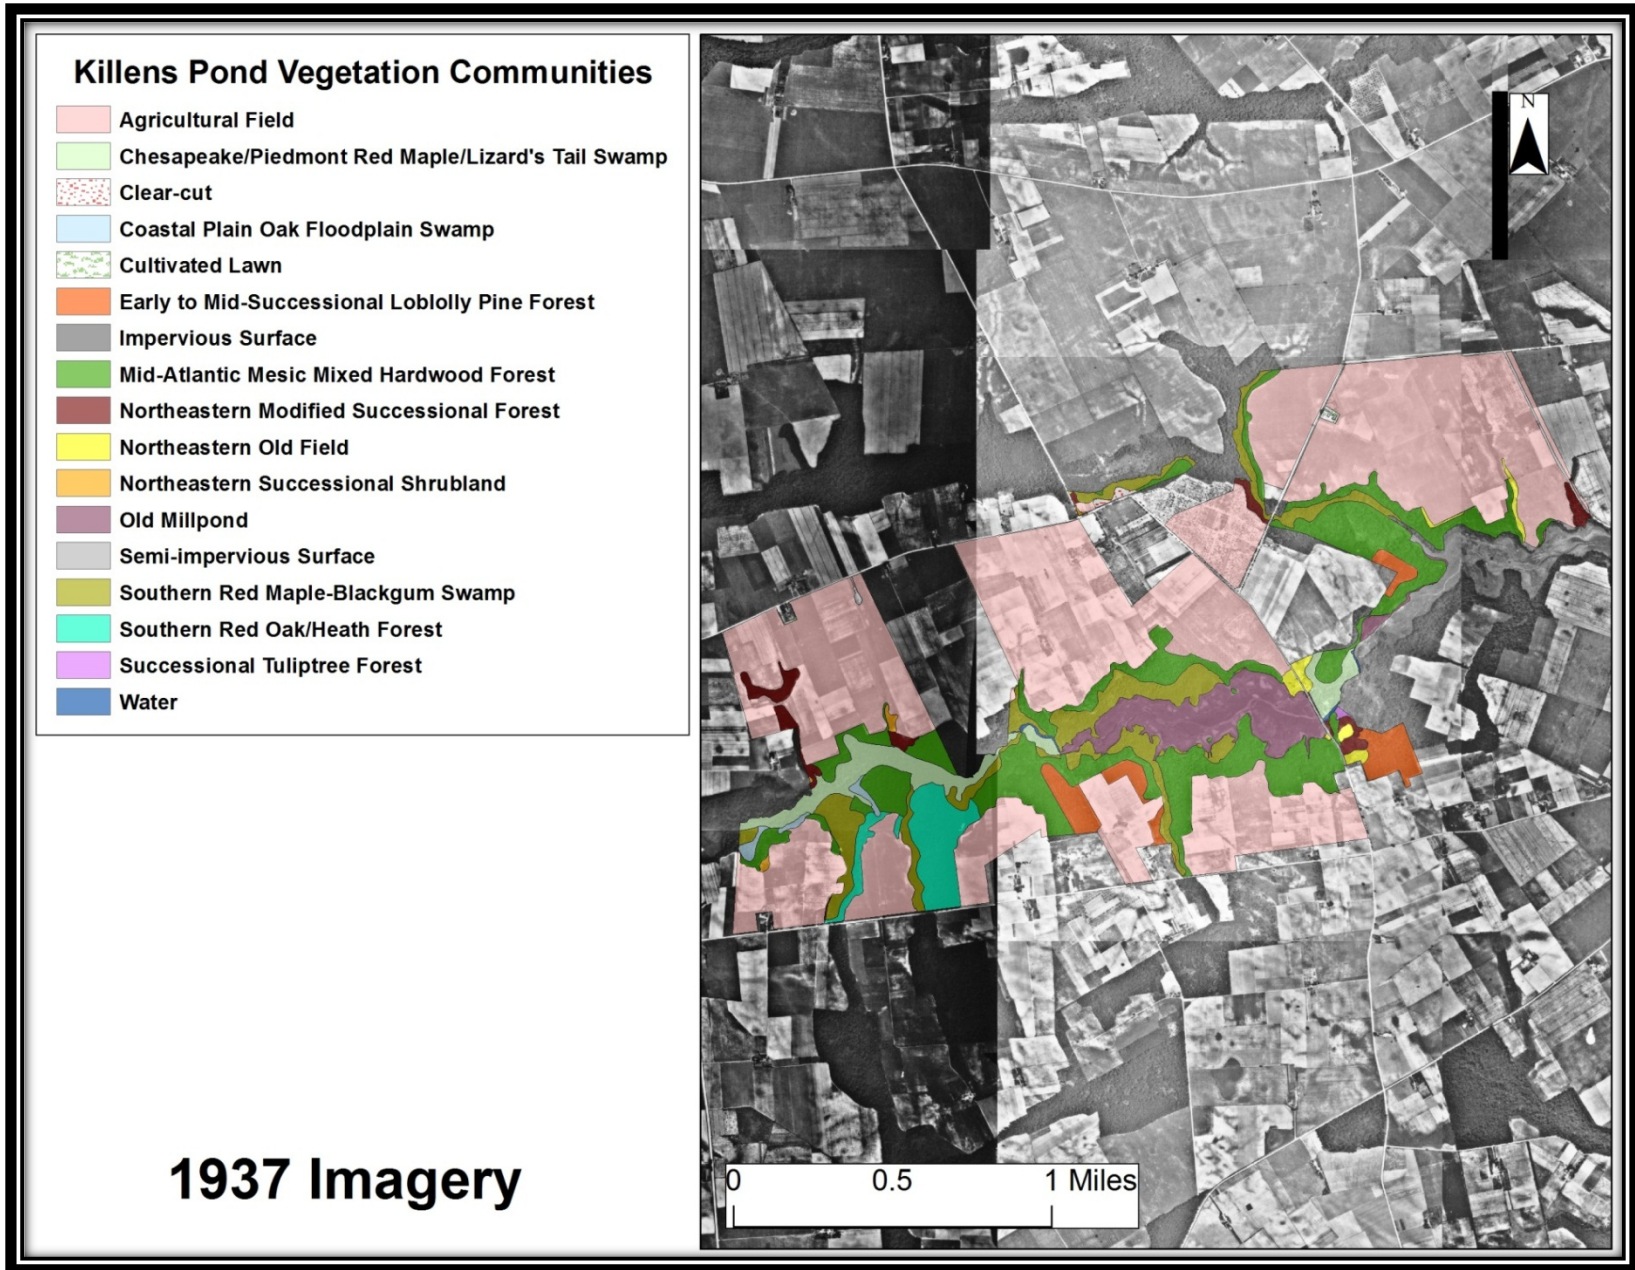 Killens Pond Vegetation Communities
Agricultural Field
Chesapeake/Piedmont Red Maple/Lizard's Tail Swamp
Clear-cut
Coastal Plain Oak Floodplain Swamp
Cultivated Lawn
Early to Mid-Successional Loblolly Pine Forest
Impervious Surface
Mid-Atlantic Mesic Mixed Hardwood Forest
Northeastern Modified Successional Forest
Northeastern Old Field
Northeastern Successional Shrubland
Old Millpond
Semi-impervious Surface
Southern Red Maple-Blackgum Swamp
Southern Red Oak/Heath Forest
Successional Tuliptree Forest
Water
1937 Imagery
N
0 0.5 1 Miles